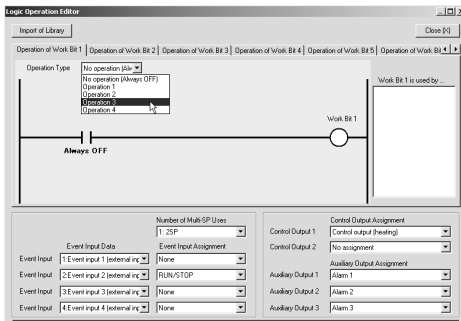 Logic Operation Editor
Import of Library
Close (X)
Operation of Work Bit 1
Operation of Work Bit 2
Operation of Work Bit 3
Operation of Work Bit 4
Operation of Work Bit 5
Operation of Work Bi
Operation Type
No operation (Alw
No operation (Always OFF)
Operation 1
Operation 2
Operation 3
Operation 4
Work Bit 1 is used by ...
Work Bit 1
Always OFF
Number of Multi-SP Uses
1: 2SP
Event Input Data
Event Input Assignment
Event Input
1:Event input 1 (external inp
None
Event Input
2:Event input 2 (external inp
RUN/STOP
Event Input
3:Event input 3 (external inp
None
Event Input
4:Event input 4 (external inp
None
Control Output Assignment
Control Output 1
Control output (heating)
Control Output 2
No assignment
Auxiliary Output Assignment
Auxiliary Output 1
Alarm 1
Auxiliary Output 2
Alarm 2
Auxiliary Output 3
Alarm 3